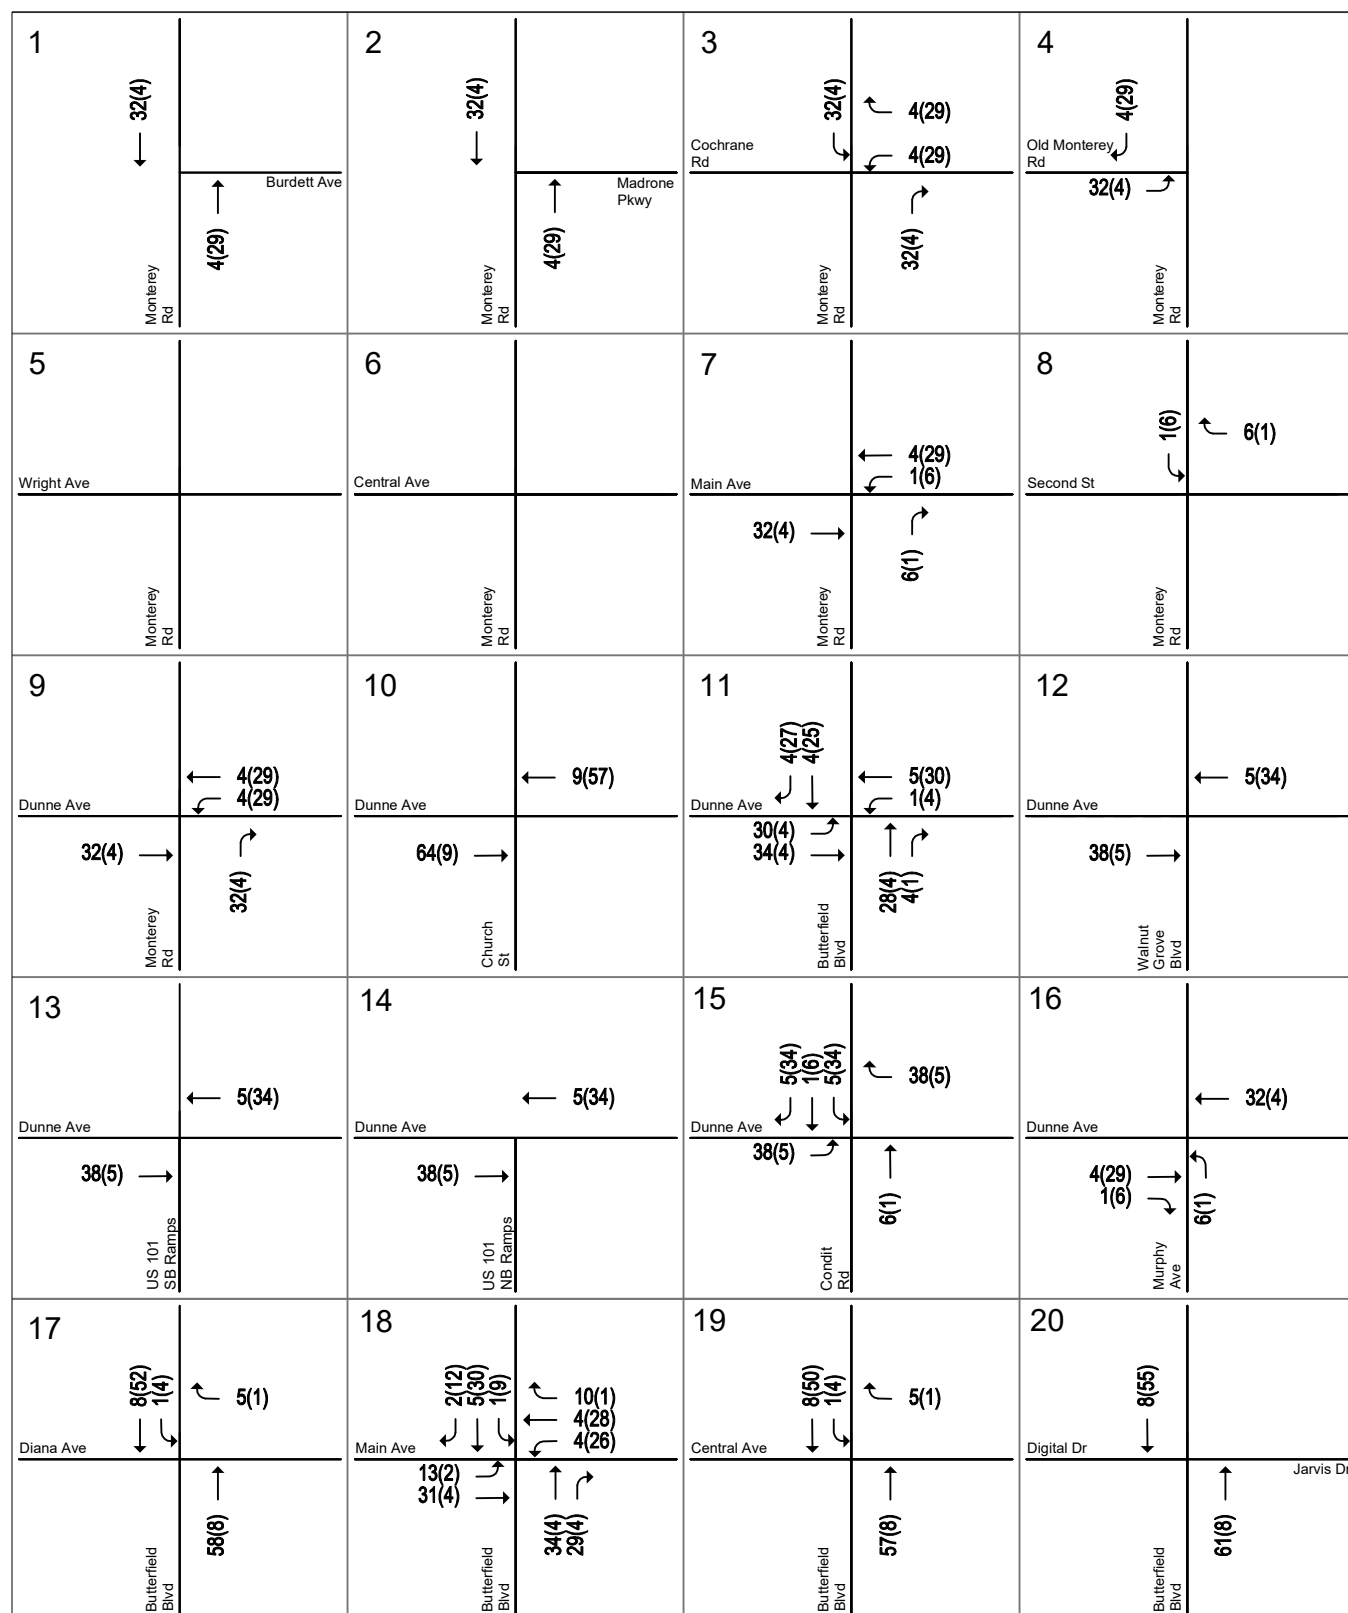 1
32(4)
Burdett Ave
4(29)
Monterey
Rd
2
32(4)
Madrone
Pkwy
4(29)
Monterey
Rd
3
32(4)
4(29)
Cochrane
Rd
4(29)
32(4)
Monterey
Rd
4
4(29)
Old Monterey
Rd
32(4)
Monterey
Rd
5
Wright Ave
Monterey
Rd
6
Central Ave
Monterey
Rd
7
4(29)
1(6)
Main Ave
32(4)
6(1)
Monterey
Rd
8
1(6)
6(1)
Second St
Monterey
Rd
9
4(29)
4(29)
Dunne Ave
32(4)
32(4)
Monterey
Rd
10
9(57)
Dunne Ave
64(9)
Church
St
11
4(27)
4(25)
5(30)
1(4)
Dunne Ave
30(4)
34(4)
28(4)
4(1)
Butterfield
Blvd
12
5(34)
Dunne Ave
38(5)
Walnut
Grove
Blvd
13
5(34)
Dunne Ave
38(5)
US 101
SB Ramps
14
5(34)
Dunne Ave
38(5)
US 101
NB Ramps
15
5(34)
1(6)
5(34)
38(5)
Dunne Ave
38(5)
6(1)
Condit
Rd
16
32(4)
Dunne Ave
4(29)
1(6)
6(1)
Murphy
Ave
17
8(52)
1(4)
5(1)
Diana Ave
58(8)
Butterfield
Blvd
18
2(12)
5(30)
1(9)
10(1)
4(28)
4(26)
Main Ave
13(2)
31(4)
34(4)
29(4)
Butterfield
Blvd
19
8(50)
1(4)
5(1)
Central Ave
57(8)
Butterfield
Blvd
20
8(55)
Digital Dr
Jarvis Dr
61(8)
Butterfield
Blvd